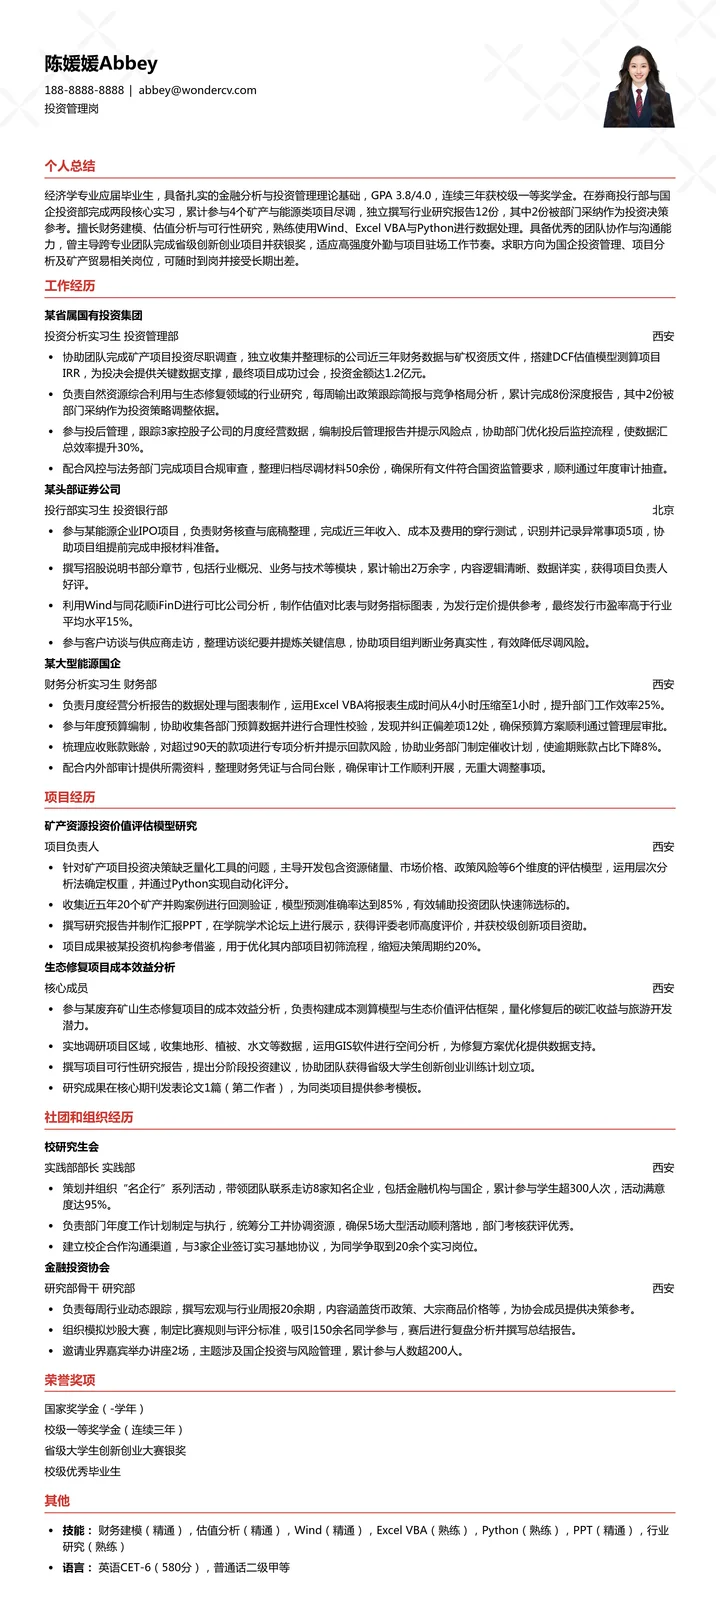 陈媛媛Abbey
188-8888-8888 | abbey@wondercv.com
投资管理岗
个人总结
经济学专业应届毕业生，具备扎实的金融分析与投资管理理论基础，GPA 3.8/4.0，连续三年获校级一等奖学金。在券商投行部与国
企投资部完成两段核心实习，累计参与4个矿产与能源类项目尽调，独立撰写行业研究报告12份，其中2份被部门采纳作为投资决策
参考。擅长财务建模、估值分析与可行性研究，熟练使用Wind、Excel VBA与Python进行数据处理。具备优秀的团队协作与沟通能
力，曾主导跨专业团队完成省级创新创业项目并获银奖，适应高强度外勤与项目驻场工作节奏。求职方向为国企投资管理、项目分
析及矿产贸易相关岗位，可随时到岗并接受长期出差。
工作经历
某省属国有投资集团
投资分析实习生 投资管理部 西安
• 协助团队完成矿产项目投资尽职调查，独立收集并整理标的公司近三年财务数据与矿权资质文件，搭建DCF估值模型测算项目
IRR，为投决会提供关键数据支撑，最终项目成功过会，投资金额达1.2亿元。
• 负责自然资源综合利用与生态修复领域的行业研究，每周输出政策跟踪简报与竞争格局分析，累计完成8份深度报告，其中2份被
部门采纳作为投资策略调整依据。
• 参与投后管理，跟踪3家控股子公司的月度经营数据，编制投后管理报告并提示风险点，协助部门优化投后监控流程，使数据汇
总效率提升30%。
• 配合风控与法务部门完成项目合规审查，整理归档尽调材料50余份，确保所有文件符合国资监管要求，顺利通过年度审计抽查。
某头部证券公司
投行部实习生 投资银行部 北京
• 参与某能源企业IPO项目，负责财务核查与底稿整理，完成近三年收入、成本及费用的穿行测试，识别并记录异常事项5项，协
助项目组提前完成申报材料准备。
• 撰写招股说明书部分章节，包括行业概况、业务与技术等模块，累计输出2万余字，内容逻辑清晰、数据详实，获得项目负责人
好评。
• 利用Wind与同花顺iFinD进行可比公司分析，制作估值对比表与财务指标图表，为发行定价提供参考，最终发行市盈率高于行业
平均水平15%。
• 参与客户访谈与供应商走访，整理访谈纪要并提炼关键信息，协助项目组判断业务真实性，有效降低尽调风险。
某大型能源国企
财务分析实习生 财务部 西安
• 负责月度经营分析报告的数据处理与图表制作，运用Excel VBA将报表生成时间从4小时压缩至1小时，提升部门工作效率25%。
• 参与年度预算编制，协助收集各部门预算数据并进行合理性校验，发现并纠正偏差项12处，确保预算方案顺利通过管理层审批。
• 梳理应收账款账龄，对超过90天的款项进行专项分析并提示回款风险，协助业务部门制定催收计划，使逾期账款占比下降8%。
• 配合内外部审计提供所需资料，整理财务凭证与合同台账，确保审计工作顺利开展，无重大调整事项。
项目经历
矿产资源投资价值评估模型研究
项目负责人 西安
• 针对矿产项目投资决策缺乏量化工具的问题，主导开发包含资源储量、市场价格、政策风险等6个维度的评估模型，运用层次分
析法确定权重，并通过Python实现自动化评分。
• 收集近五年20个矿产并购案例进行回测验证，模型预测准确率达到85%，有效辅助投资团队快速筛选标的。
• 撰写研究报告并制作汇报PPT，在学院学术论坛上进行展示，获得评委老师高度评价，并获校级创新项目资助。
• 项目成果被某投资机构参考借鉴，用于优化其内部项目初筛流程，缩短决策周期约20%。
生态修复项目成本效益分析
核心成员 西安
• 参与某废弃矿山生态修复项目的成本效益分析，负责构建成本测算模型与生态价值评估框架，量化修复后的碳汇收益与旅游开发
潜力。
• 实地调研项目区域，收集地形、植被、水文等数据，运用GIS软件进行空间分析，为修复方案优化提供数据支持。
• 撰写项目可行性研究报告，提出分阶段投资建议，协助团队获得省级大学生创新创业训练计划立项。
• 研究成果在核心期刊发表论文1篇（第二作者），为同类项目提供参考模板。
社团和组织经历
校研究生会
实践部部长 实践部 西安
• 策划并组织“名企行”系列活动，带领团队联系走访8家知名企业，包括金融机构与国企，累计参与学生超300人次，活动满意
度达95%。
• 负责部门年度工作计划制定与执行，统筹分工并协调资源，确保5场大型活动顺利落地，部门考核获评优秀。
• 建立校企合作沟通渠道，与3家企业签订实习基地协议，为同学争取到20余个实习岗位。
金融投资协会
研究部骨干 研究部 西安
• 负责每周行业动态跟踪，撰写宏观与行业周报20余期，内容涵盖货币政策、大宗商品价格等，为协会成员提供决策参考。
• 组织模拟炒股大赛，制定比赛规则与评分标准，吸引150余名同学参与，赛后进行复盘分析并撰写总结报告。
• 邀请业界嘉宾举办讲座2场，主题涉及国企投资与风险管理，累计参与人数超200人。
荣誉奖项
国家奖学金（-学年）
校级一等奖学金（连续三年）
省级大学生创新创业大赛银奖
校级优秀毕业生
其他
• 技能： 财务建模（精通），估值分析（精通），Wind（精通），Excel VBA（熟练），Python（熟练），PPT（精通），行业
研究（熟练）
• 语言： 英语CET-6（580分），普通话二级甲等